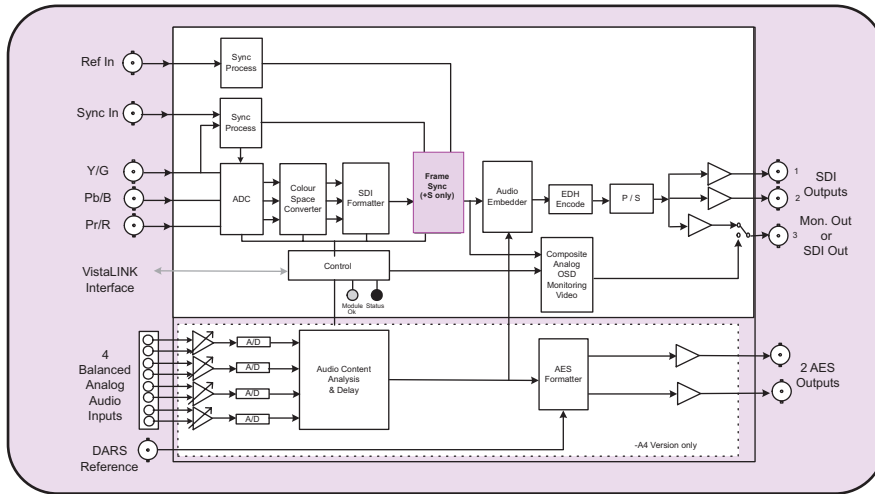 Ref In
Sync
Process
Sync In
Sync
Process
Y/G
Pb/B
Pr/R
ADC
Colour
Space
Converter
SDI
Formatter
Frame
Sync
(+S only)
Audio
Embedder
EDH
Encode
P / S
1
2
SDI
Outputs
3
Mon. Out
or
SDI Out
VistaLINK
Interface
Control
Module
Ok
Status
Composite
Analog
OSD
Monitoring
Video
4
Balanced
Analog
Audio
Inputs
A/D
A/D
A/D
A/D
Audio Content
Analysis
& Delay
AES
Formatter
2 AES
Outputs
DARS
Reference
-A4 Version only